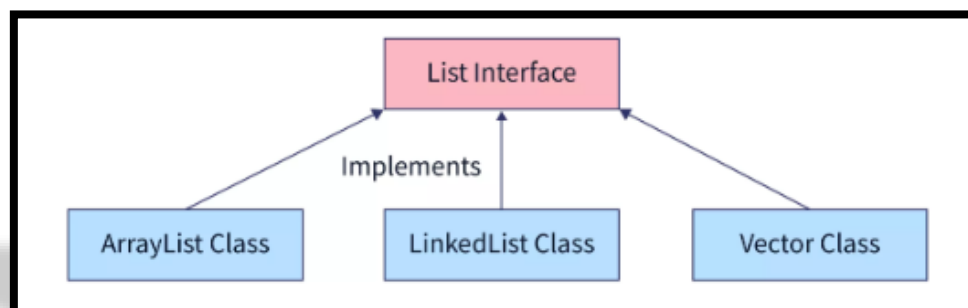 List Interface
Implements
ArrayList Class
LinkedList Class
Vector Class